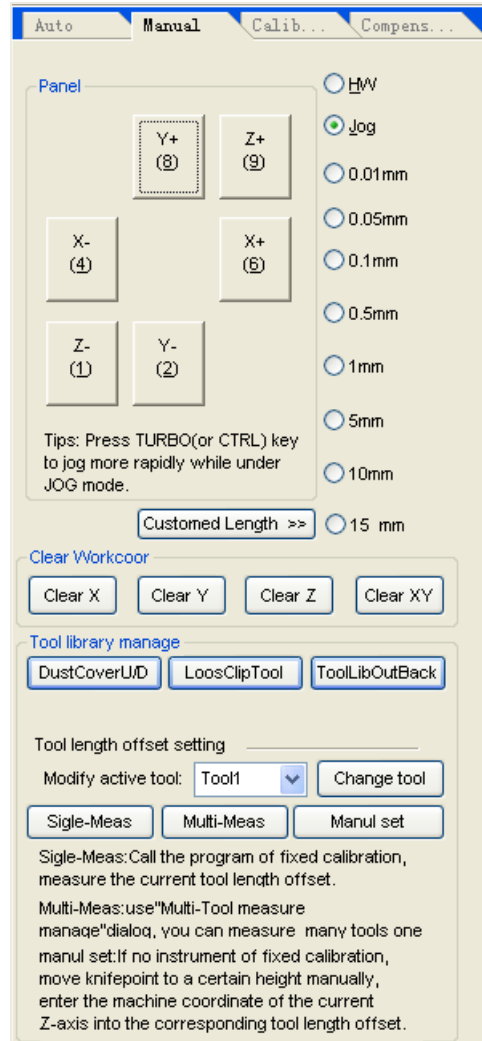 Auto Manual Calib... Compens...
Panel
HW
Jog
0.01mm
0.05mm
0.1mm
0.5mm
1mm
5mm
10mm
15 mm
Y+
(8)
Z+
(9)
X-
(4)
X+
(6)
Z-
(1)
Y-
(2)
Tips: Press TURBO(or CTRL) key
to jog more rapidly while under
JOG mode.
Customed Length >>
Clear Workcoor
Clear X Clear Y Clear Z Clear XY
Tool library manage
DustCoverU/D LoosClipTool ToolLibOutBack
Tool length offset setting
Modify active tool: Tool1 Change tool
Sigle-Meas Multi-Meas Manul set
Sigle-Meas:Call the program of fixed calibration,
measure the current tool length offset.
Multi-Meas:use"Multi-Tool measure
manage"dialog, you can measure many tools one
manul set:If no instrument of fixed calibration,
move knifepoint to a certain height manually,
enter the machine coordinate of the current
Z-axis into the corresponding tool length offset.